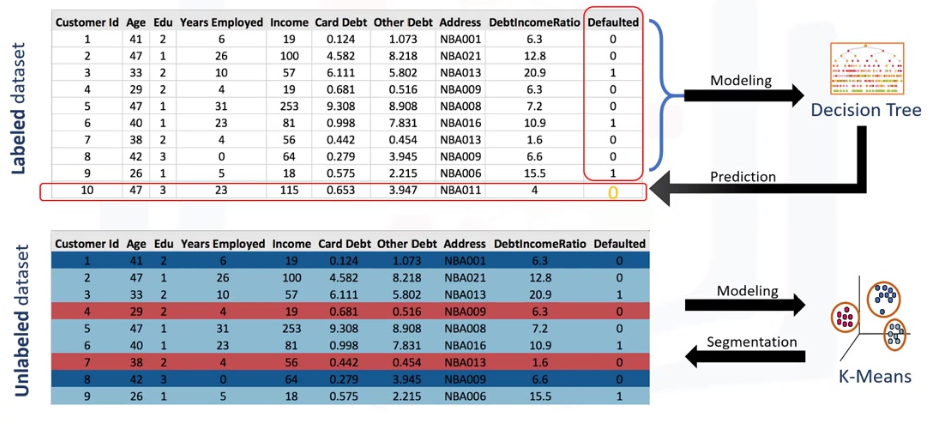 Labeled dataset
Customer Id Age Edu Years Employed Income Card Debt Other Debt Address DebtIncomeRatio Defaulted
1 41 2 6 19 0.124 1.073 NBA001 6.3 0
2 47 1 26 100 4.582 8.218 NBA021 12.8 0
3 33 2 10 57 6.111 5.802 NBA013 20.9 1
4 29 2 4 19 0.681 0.516 NBA009 6.3 0
5 47 1 31 253 9.308 8.908 NBA008 7.2 0
6 40 1 23 81 0.998 7.831 NBA016 10.9 1
7 38 2 4 56 0.442 0.454 NBA013 1.6 0
8 42 3 0 64 0.279 3.945 NBA009 6.6 0
9 26 1 5 18 0.575 2.215 NBA006 15.5 1
10 47 3 23 115 0.653 3.947 NBA011 4 0
Modeling
Decision Tree
Prediction
Unlabeled dataset
Customer Id Age Edu Years Employed Income Card Debt Other Debt Address DebtIncomeRatio Defaulted
1 41 2 6 19 0.124 1.073 NBA001 6.3 0
2 47 1 26 100 4.582 8.218 NBA021 12.8 0
3 33 2 10 57 6.111 5.802 NBA013 20.9 1
4 29 2 4 19 0.681 0.516 NBA009 6.3 0
5 47 1 31 253 9.308 8.908 NBA008 7.2 0
6 40 1 23 81 0.998 7.831 NBA016 10.9 1
7 38 2 4 56 0.442 0.454 NBA013 1.6 0
8 42 3 0 64 0.279 3.945 NBA009 6.6 0
9 26 1 5 18 0.575 2.215 NBA006 15.5 1
Modeling
Segmentation
K-Means